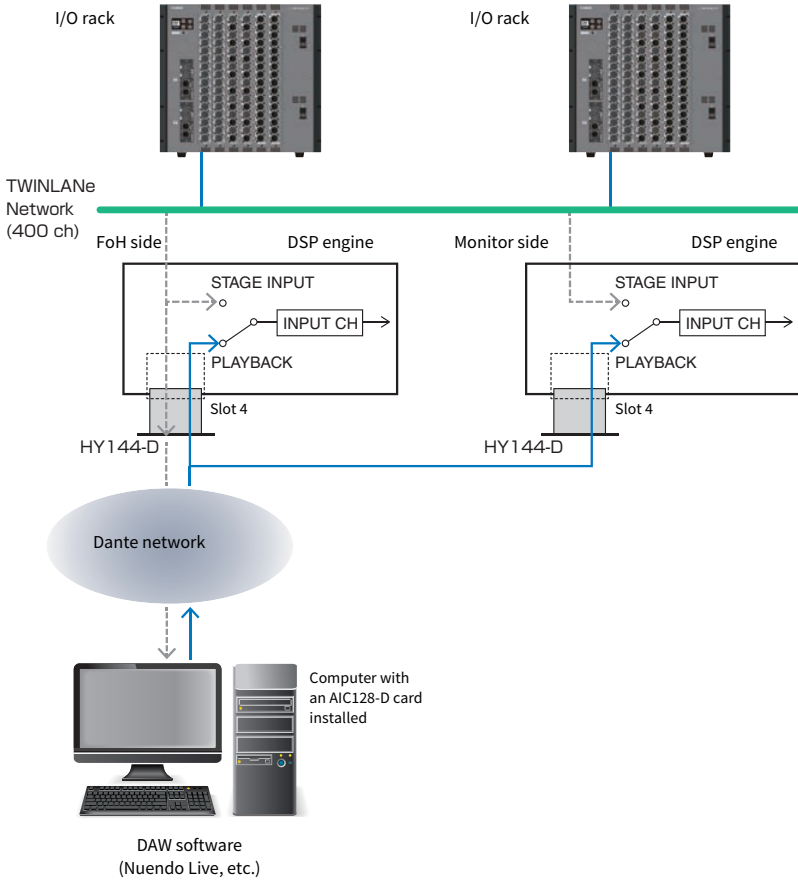 I/O rack
I/O rack
TWINLANe
Network
(400 ch)
FoH side
DSP engine
Monitor side
DSP engine
STAGE INPUT
INPUT CH
PLAYBACK
STAGE INPUT
INPUT CH
PLAYBACK
Slot 4
Slot 4
HY144-D
HY144-D
Dante network
Computer with
an AIC128-D card
installed
DAW software
(Nuendo Live, etc.)